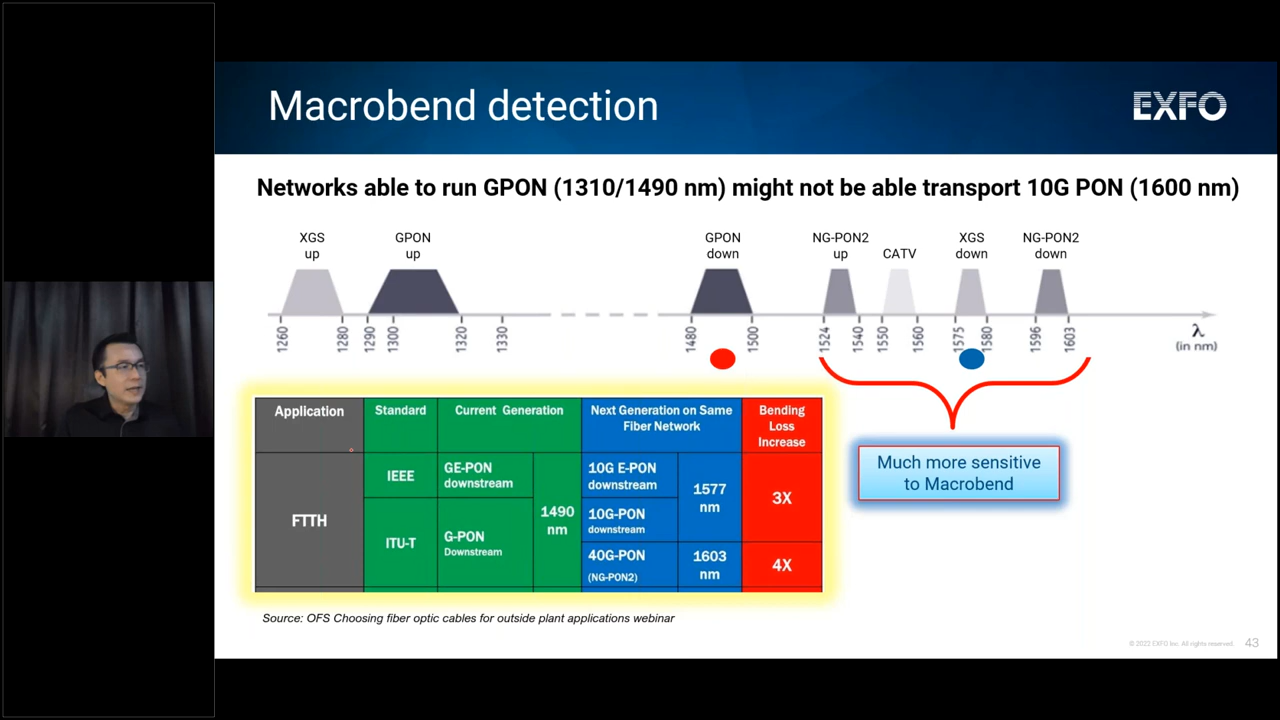 Macrobend detection
EXFO
Networks able to run GPON (1310/1490 nm) might not be able transport 10G PON (1600 nm)
XGS
up
GPON
up
GPON
down
NG-PON2
up
CATV
XGS
down
NG-PON2
down
1260
1280
1290
1300
1320
1330
1480
1500
1524
1540
1550
1560
1575
1580
1596
1603
λ
(in nm)
Application
Standard
Current Generation
Next Generation on Same
Fiber Network
Bending
Loss
Increase
FTTH
IEEE
GE-PON
downstream
1490
nm
10G E-PON
downstream
1577
nm
3X
ITU-T
G-PON
Downstream
10G-PON
downstream
40G-PON
(NG-PON2)
1603
nm
4X
Much more sensitive
to Macrobend
Source: OFS Choosing fiber optic cables for outside plant applications webinar
© 2022 EXFO Inc. All rights reserved.
43